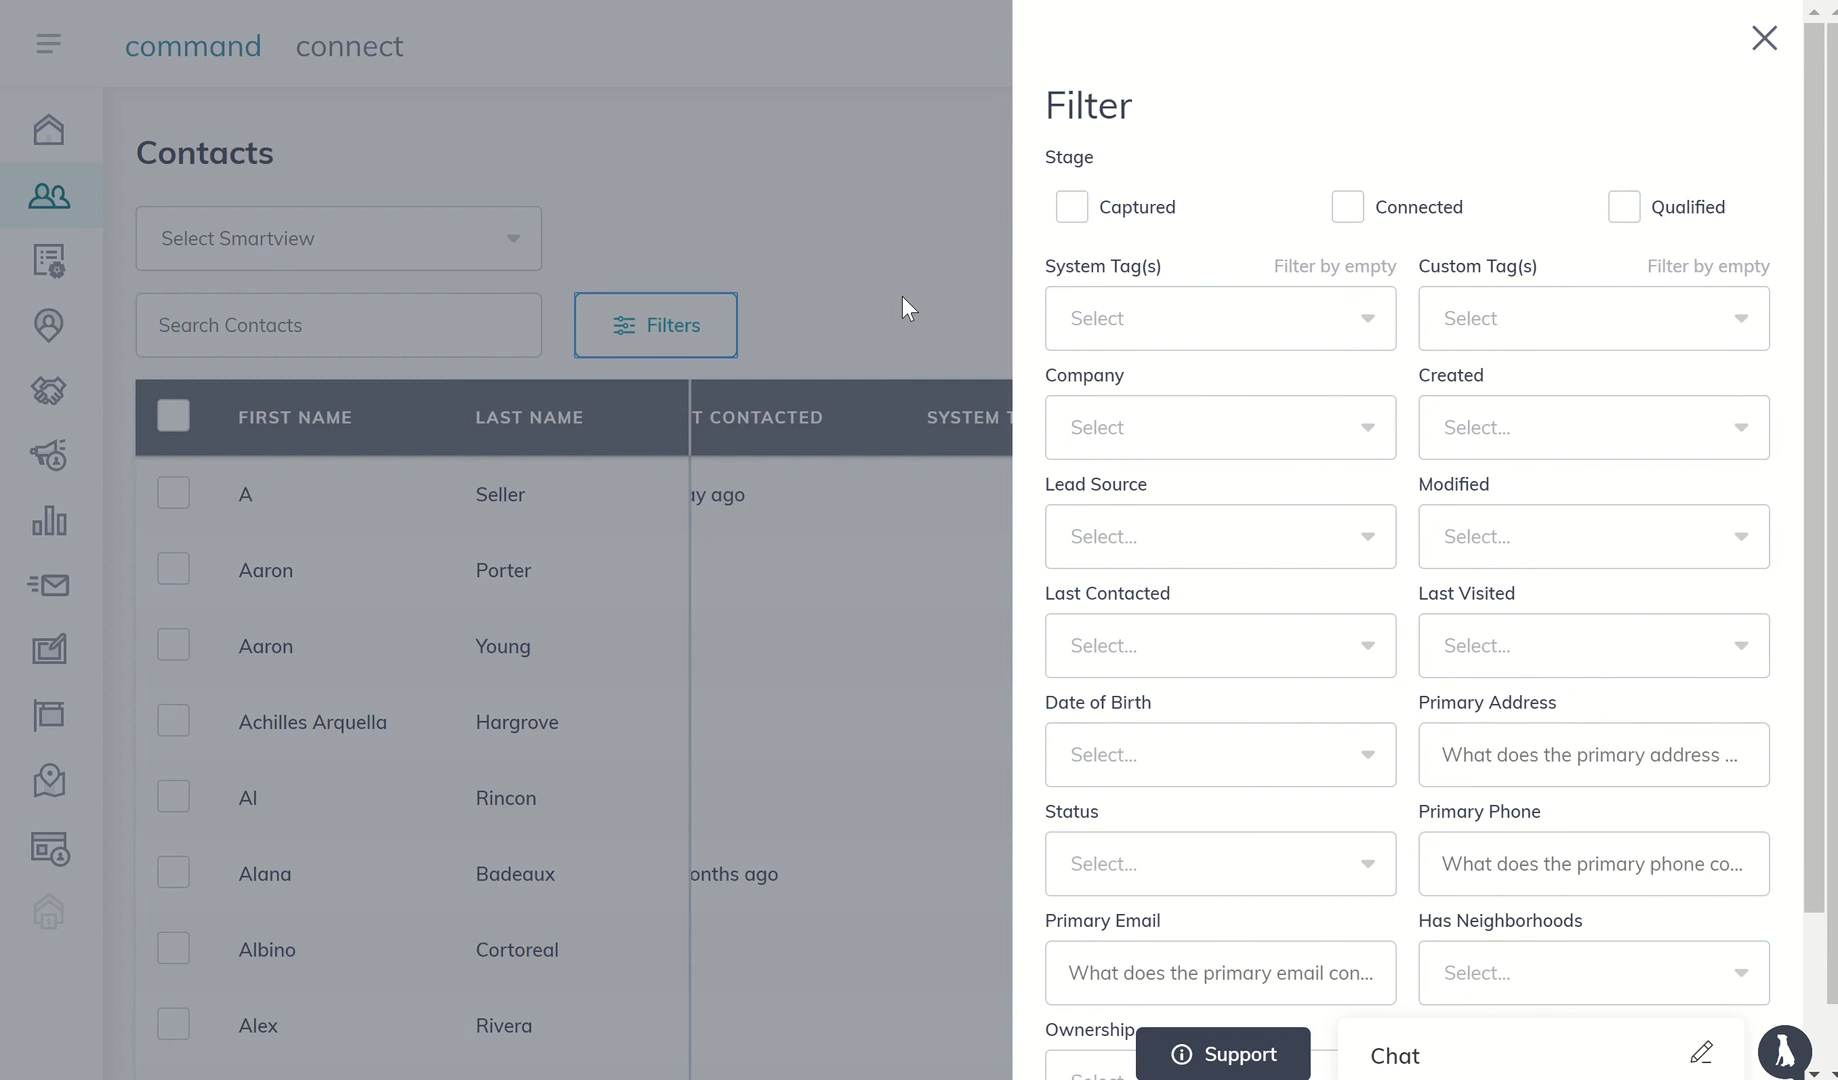 command connect
Contacts
Select Smartview
Search Contacts
Filters
FIRST NAME LAST NAME T CONTACTED SYSTEM T
A Seller ay ago
Aaron Porter
Aaron Young
Achilles Arquella Hargrove
Al Rincon
Alana Badeaux onths ago
Albino Cortoreal
Alex Rivera
Filter
Stage
Captured Connected Qualified
System Tag(s) Filter by empty Custom Tag(s) Filter by empty
Select Select
Company Created
Select Select...
Lead Source Modified
Select... Select...
Last Contacted Last Visited
Select... Select...
Date of Birth Primary Address
Select... What does the primary address ...
Status Primary Phone
Select... What does the primary phone co...
Primary Email Has Neighborhoods
What does the primary email con... Select...
Ownership
Support
Chat